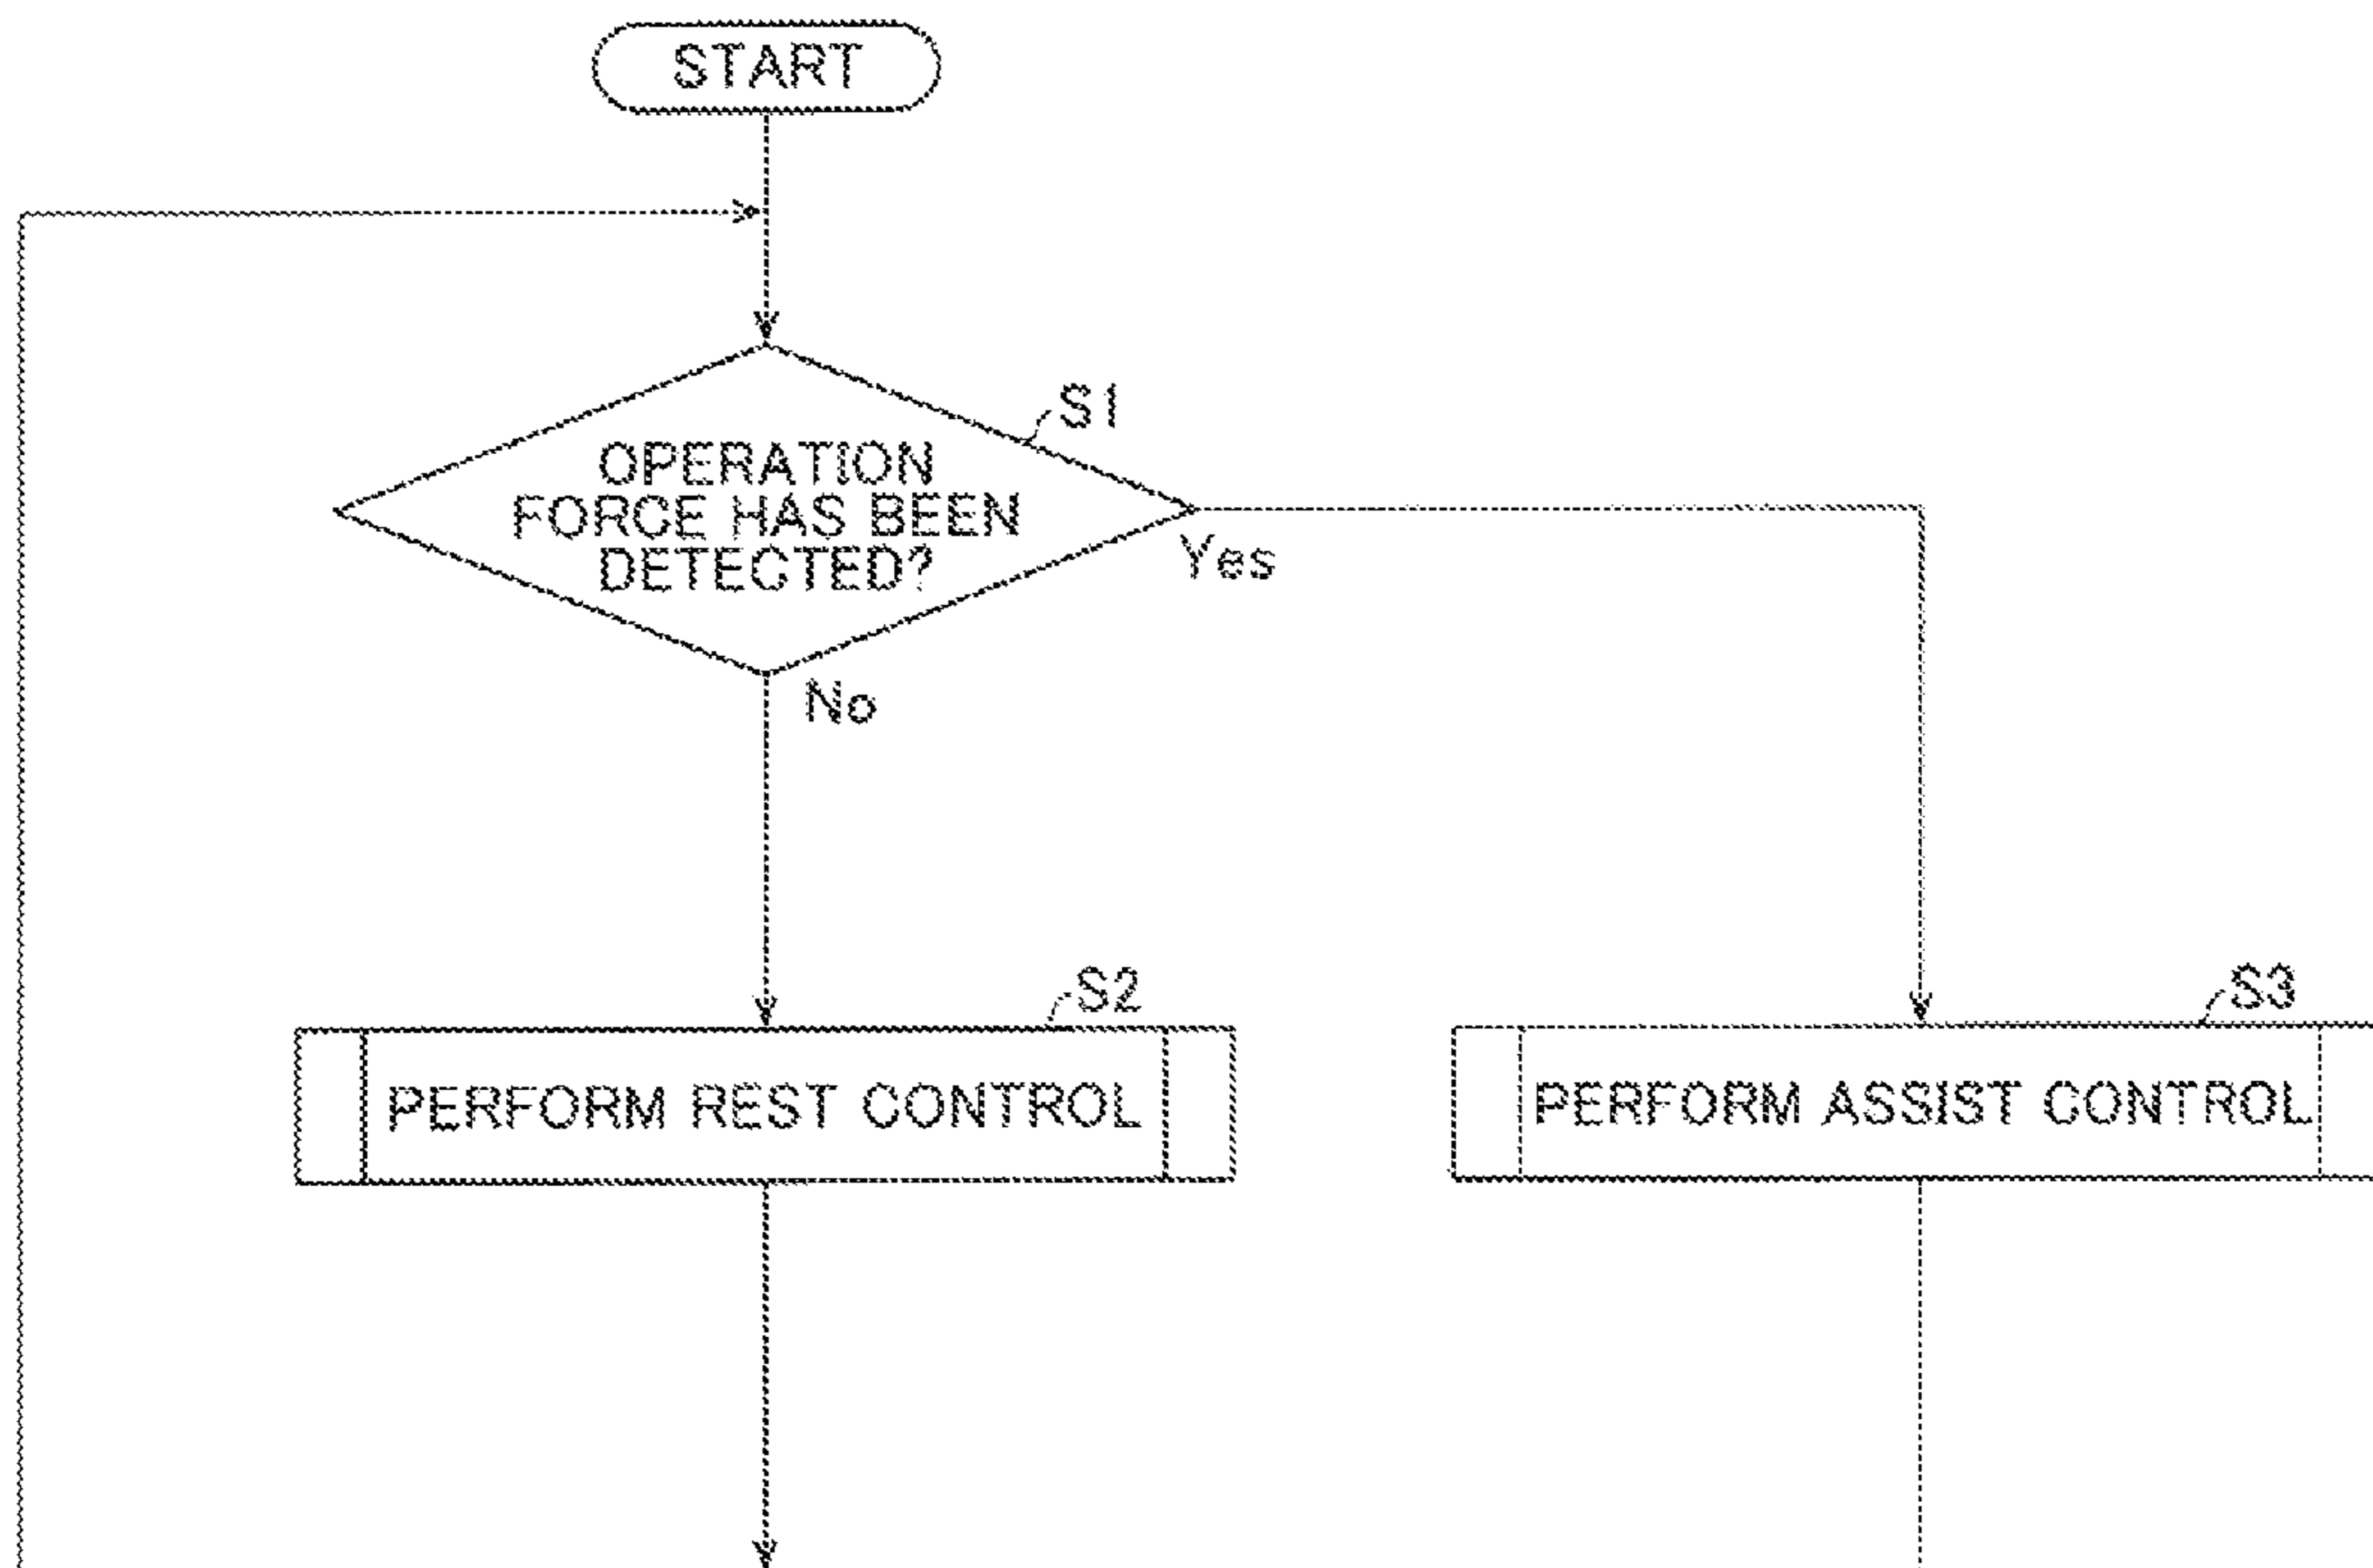 START
S1
OPERATION
FORCE HAS BEEN
DETECTED?
Yes
No
S2
PERFORM REST CONTROL
S3
PERFORM ASSIST CONTROL